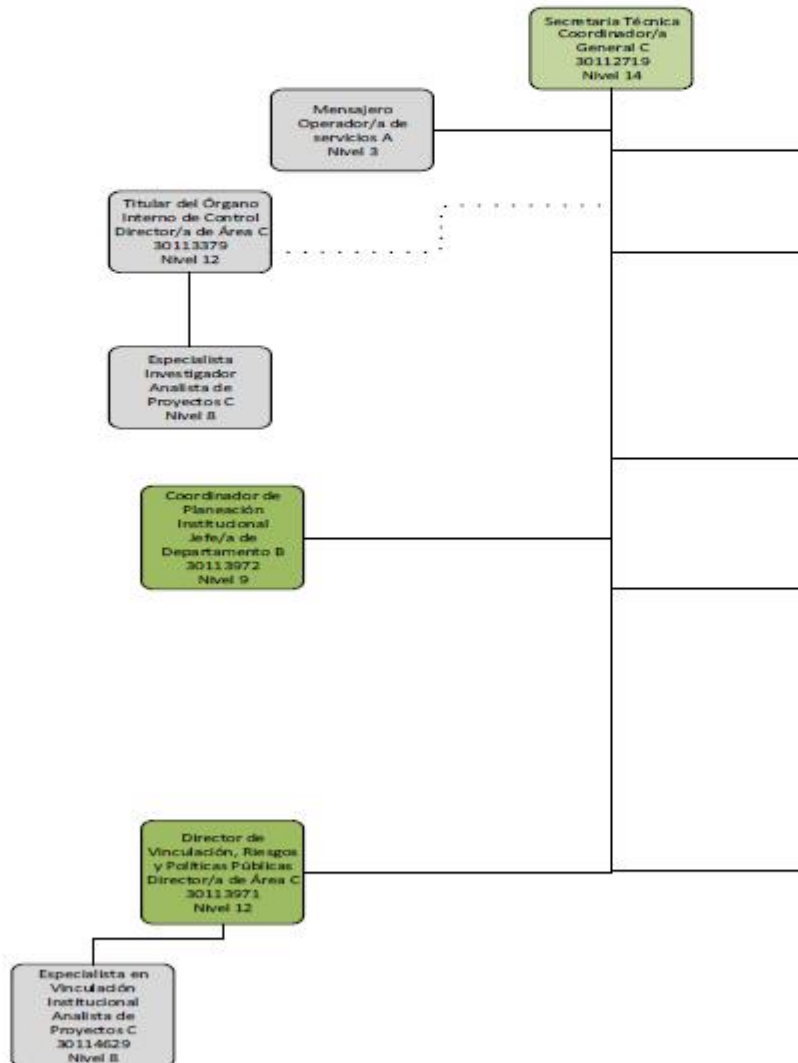 Secretaria Técnica
Coordinador/a
General C
30112719
Nivel 14
Mensajero
Operador/a de
servicios A
Nivel 3
Titular del Órgano
Interno de Control
Director/a de Área C
30113379
Nivel 12
Especialista
Investigador
Analista de
Proyectos C
Nivel 8
Coordinador de
Planeación
Institucional
Jefe/a de
Departamento B
30113972
Nivel 9
Director de
Vinculación, Riesgos
y Políticas Públicas
Director/a de Área C
30113971
Nivel 12
Especialista en
Vinculación
Institucional
Analista de
Proyectos C
30114629
Nivel 8